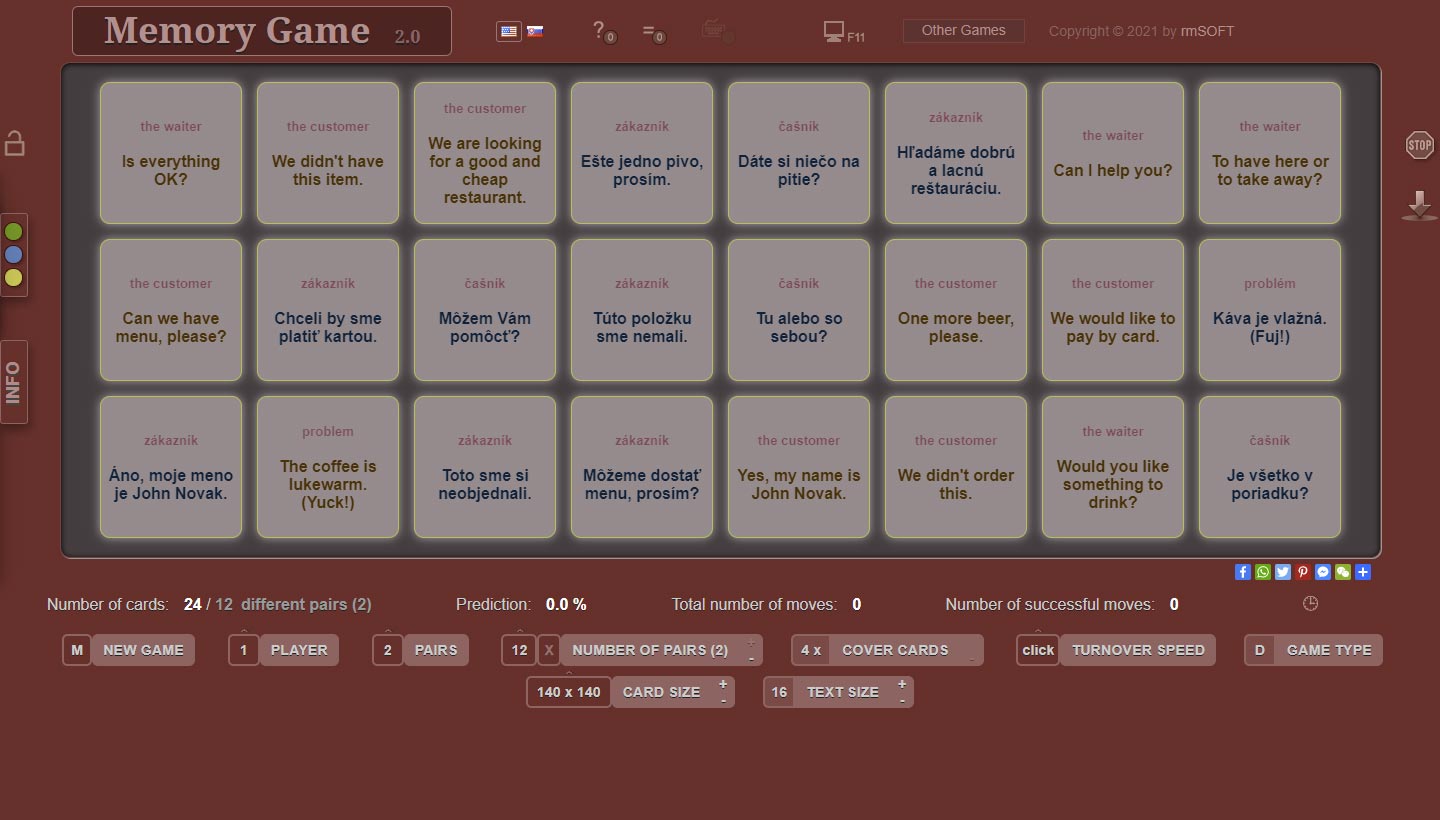 Memory Game 2.0
? 0
= 0
F11
Other Games
Copyright © 2021 by rmSOFT
the waiter
Is everything
OK?
the customer
We didn't have
this item.
the customer
We are looking
for a good and
cheap
restaurant.
zákazník
Ešte jedno pivo,
prosím.
čašník
Dáte si niečo na
pitie?
zákazník
Hľadáme dobrú
a lacnú
reštauráciu.
the waiter
Can I help you?
the waiter
To have here or
to take away?
STOP
INFO
the customer
Can we have
menu, please?
zákazník
Chceli by sme
platiť kartou.
čašník
Môžem Vám
pomôcť?
zákazník
Túto položku
sme nemali.
čašník
Tu alebo so
sebou?
the customer
One more beer,
please.
the customer
We would like to
pay by card.
problém
Káva je vlažná.
(Fuj!)
zákazník
Áno, moje meno
je John Novak.
problem
The coffee is
lukewarm.
(Yuck!)
zákazník
Toto sme si
neobjednali.
zákazník
Môžeme dostať
menu, prosím?
the customer
Yes, my name is
John Novak.
the customer
We didn't order
this.
the waiter
Would you like
something to
drink?
čašník
Je všetko v
poriadku?
Number of cards: 24 / 12 different pairs (2)
Prediction: 0.0 %
Total number of moves: 0
Number of successful moves: 0
M NEW GAME
1 PLAYER
2 PAIRS
12 X NUMBER OF PAIRS (2) + -
4 x COVER CARDS
click TURNOVER SPEED
D GAME TYPE
140 x 140 CARD SIZE + -
16 TEXT SIZE + -